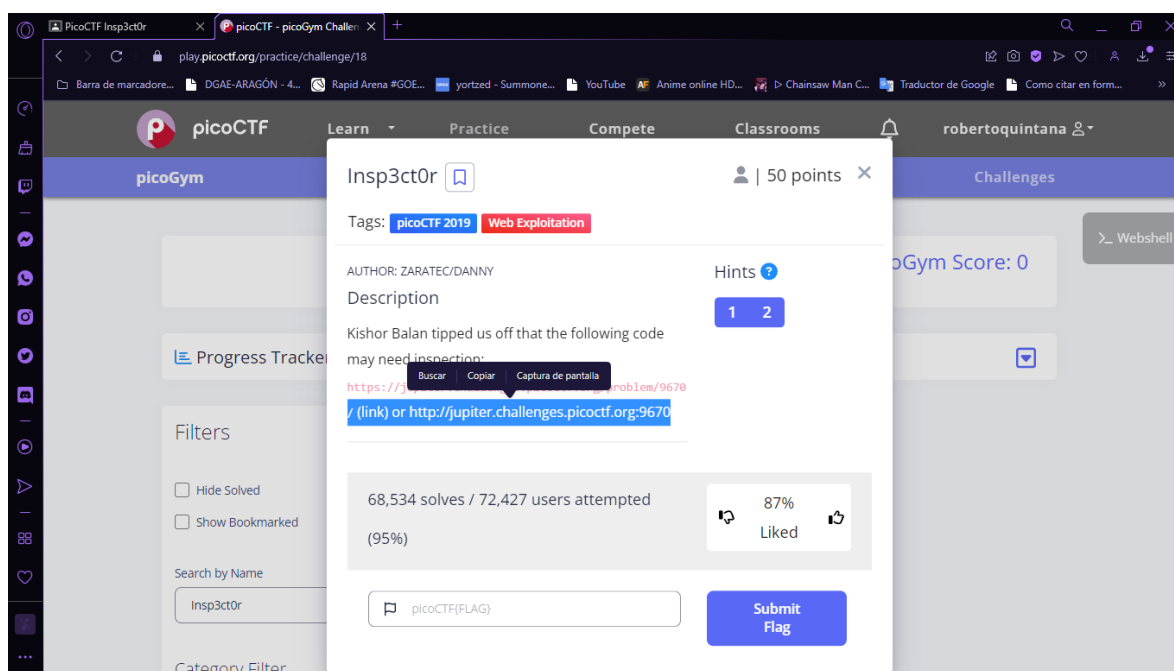 PicoCTF Insp3ct0r
picoCTF - picoGym Challen
play.picoctf.org/practice/challenge/18
Barra de marcadore...
DGAE-ARAGÓN - 4...
Rapid Arena #GOE...
yortzed - Summone...
YouTube
Anime online HD...
▷ Chainsaw Man C...
Traductor de Google
Como citar en form...
»
picoCTF
Learn
Practice
Compete
Classrooms
robertoquintana
picoGym
Challenges
Insp3ct0r
| 50 points
Tags: picoCTF 2019 Web Exploitation
>_ Webshell
oGym Score: 0
AUTHOR: ZARATEC/DANNY
Hints ?
Description
1 2
Kishor Balan tipped us off that the following code
may need inspection:
Buscar
Copiar
Captura de pantalla
/problem/9670
/ (link) or http://jupiter.challenges.picoctf.org:9670
Progress Tracke
Filters
Hide Solved
Show Bookmarked
68,534 solves / 72,427 users attempted
(95%)
87%
Liked
Search by Name
Insp3ct0r
picoCTF{FLAG}
Submit
Flag
Category Filter